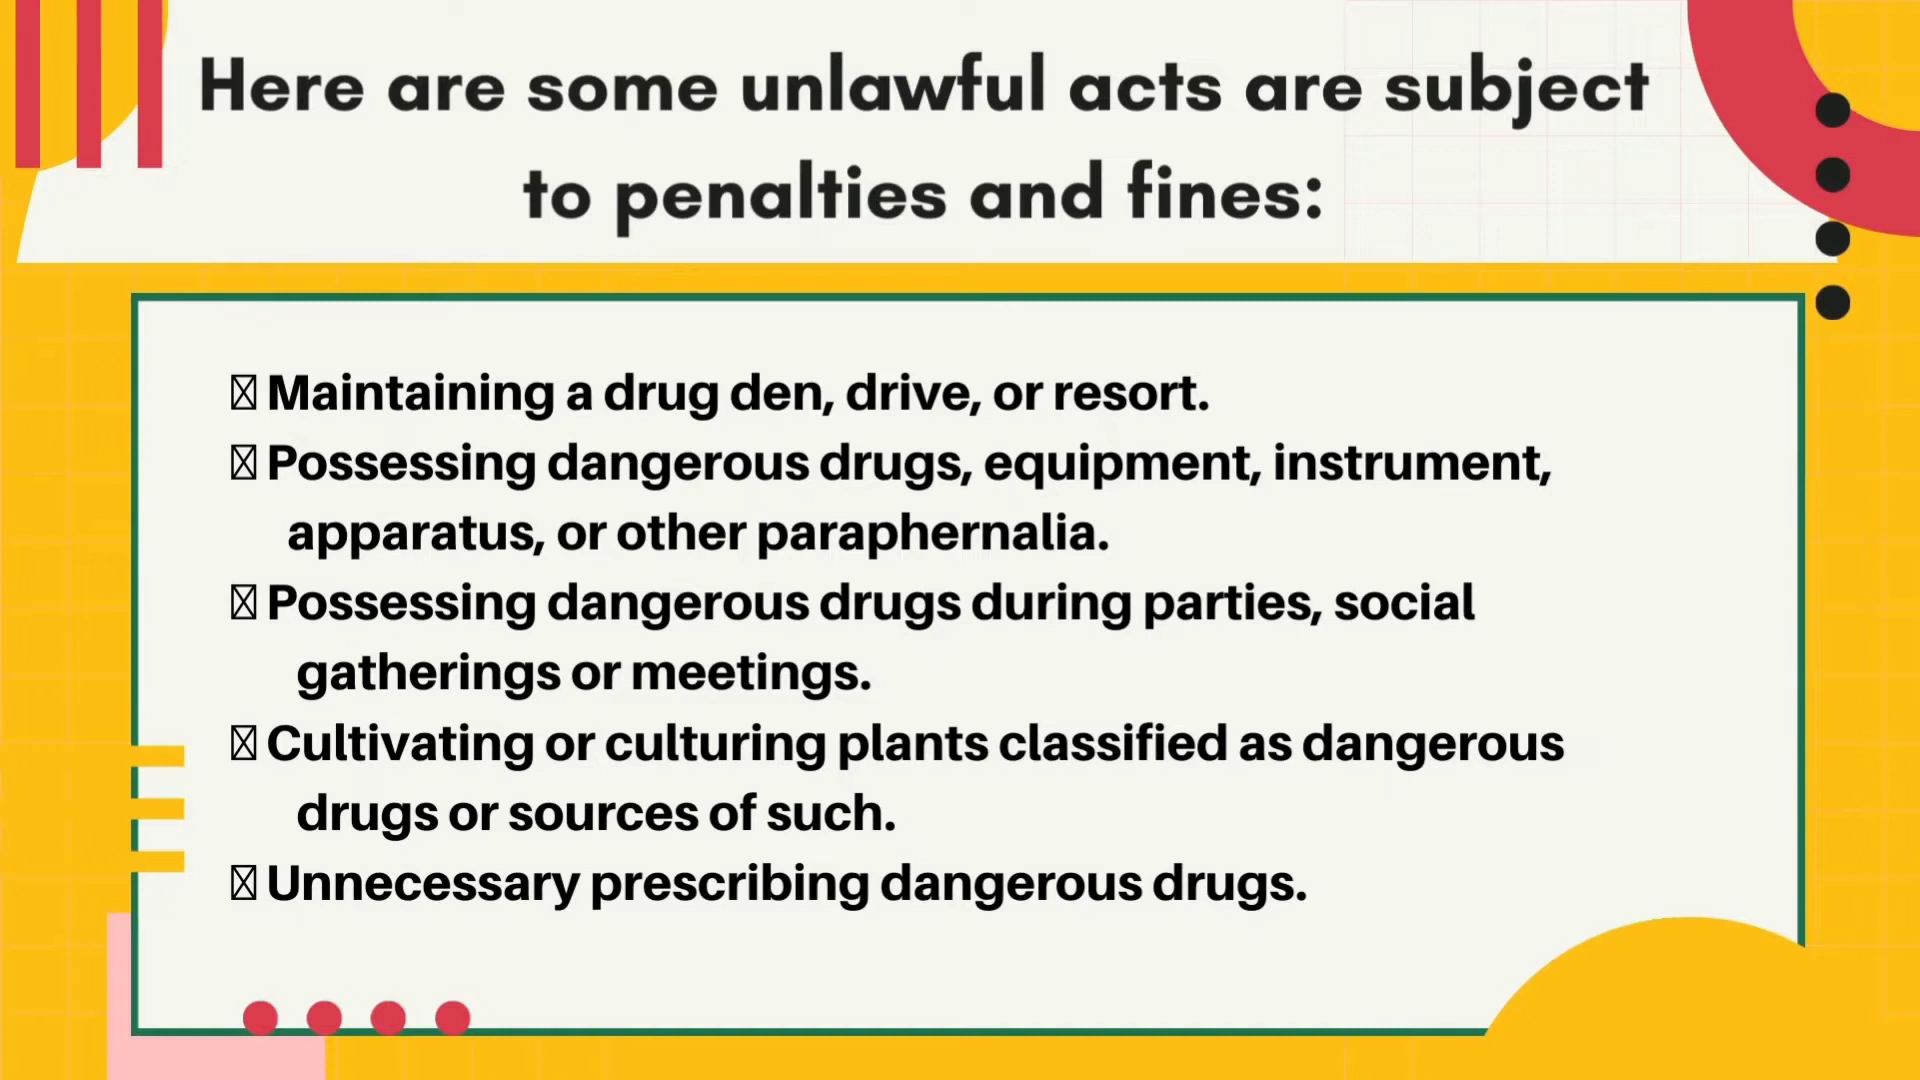 Here are some unlawful acts are subject
to penalties and fines:
Maintaining a drug den, drive, or resort.
Possessing dangerous drugs, equipment, instrument,
apparatus, or other paraphernalia.
Possessing dangerous drugs during parties, social
gatherings or meetings.
Cultivating or culturing plants classified as dangerous
drugs or sources of such.
Unnecessary prescribing dangerous drugs.